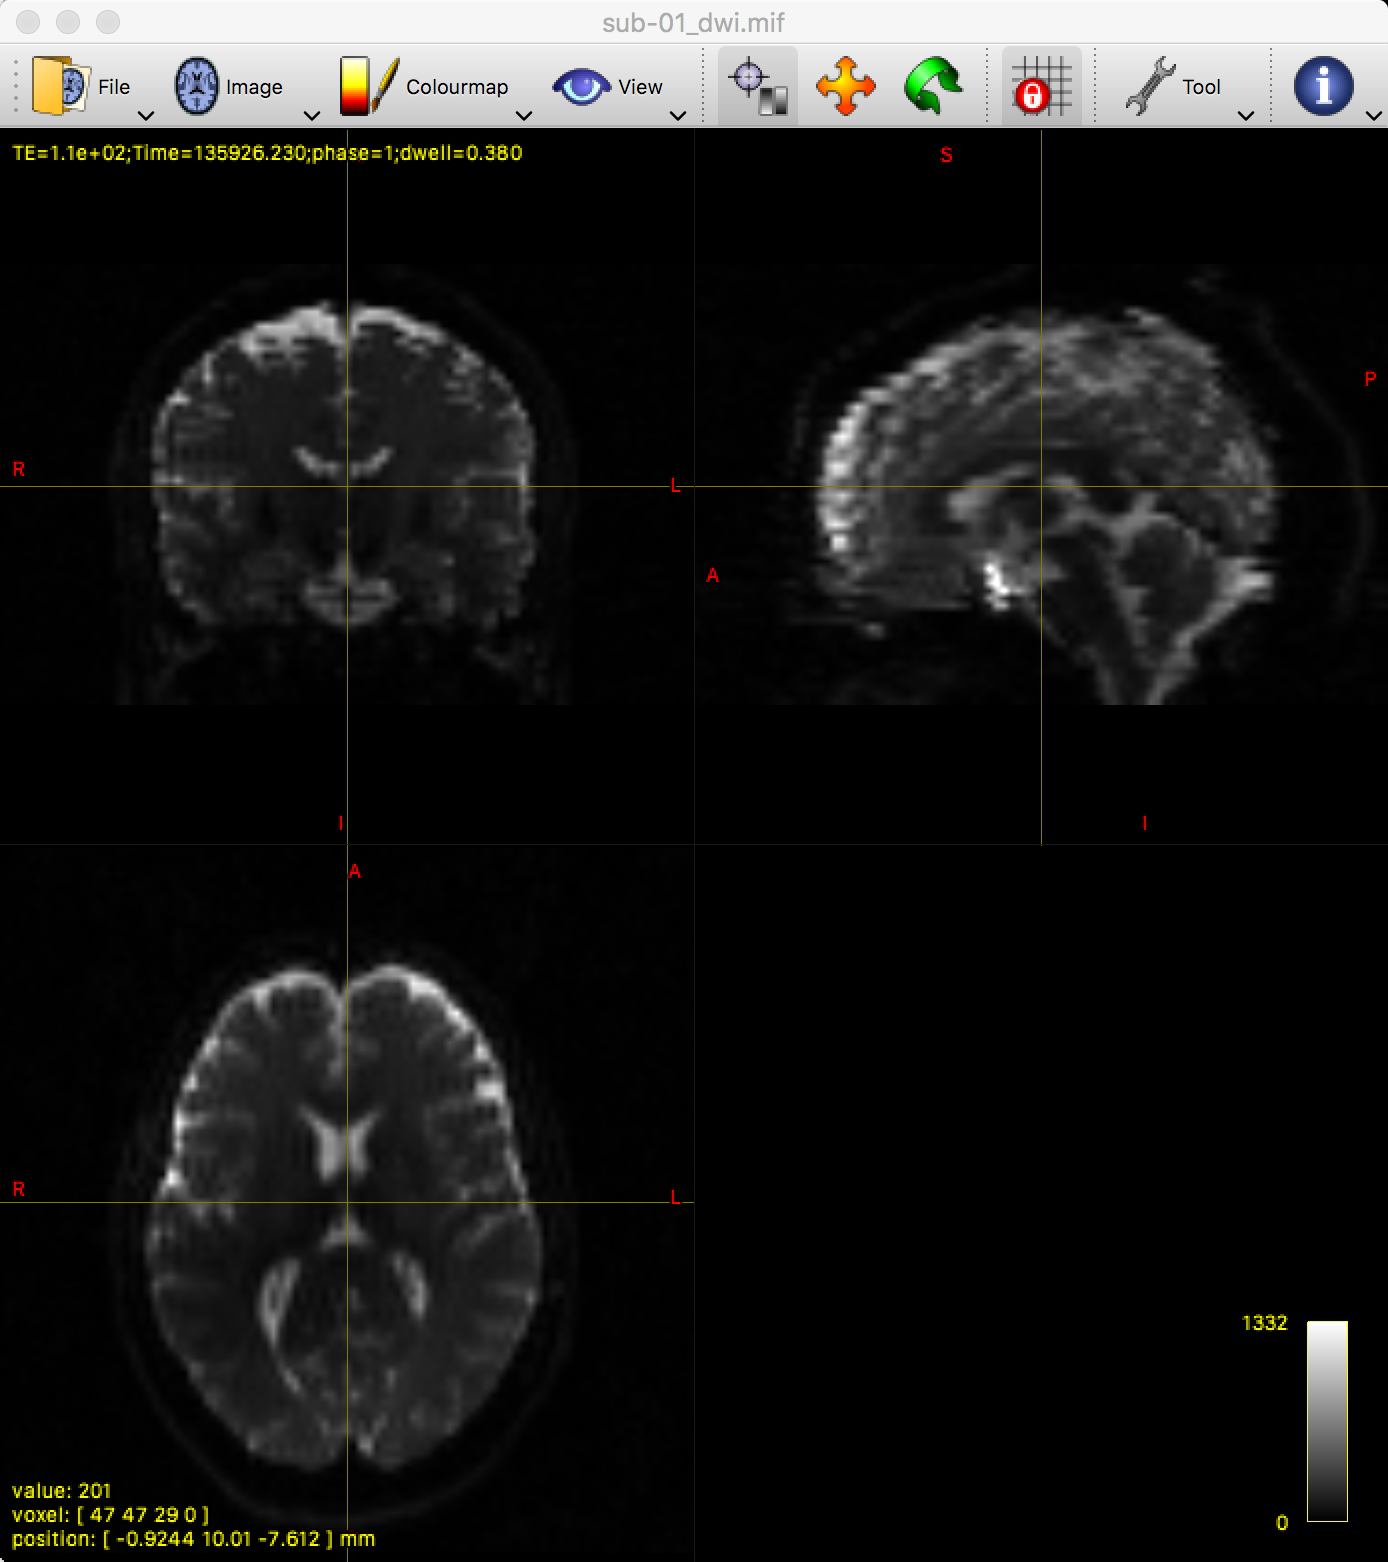 sub-01_dwi.mif
File Image Colourmap View Tool
TE=1.1e+02;Time=135926.230;phase=1;dwell=0.380
S
P
R
L
A
I
I
A
R
L
1332
0
value: 201
voxel: [ 47 47 29 0 ]
position: [ -0.9244 10.01 -7.612 ] mm